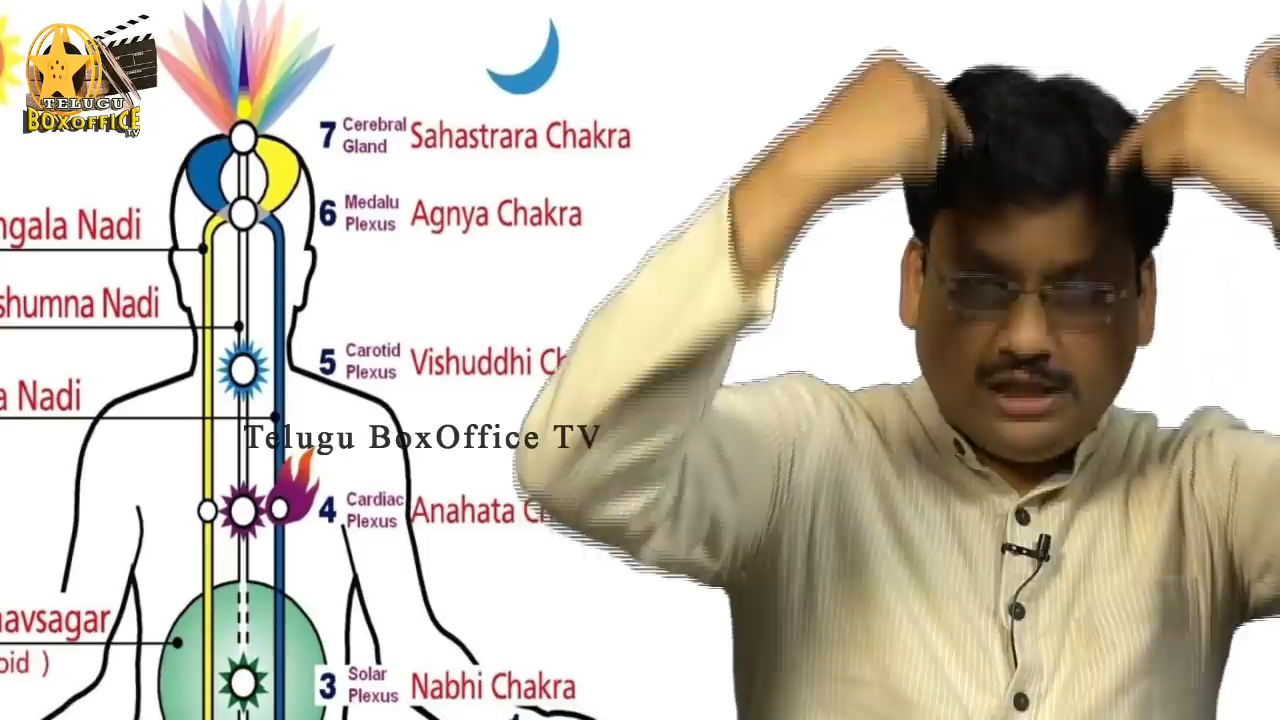 TELUGU
BOXOFFICE
TV
7 Cerebral Gland Sahastrara Chakra
6 Medalu Plexus Agnya Chakra
ngala Nadi
shumna Nadi
5 Carotid Plexus Vishuddhi Ch
a Nadi
Telugu BoxOffice TV
4 Cardiac Plexus Anahata C
avsagar
oid )
3 Solar Plexus Nabhi Chakra